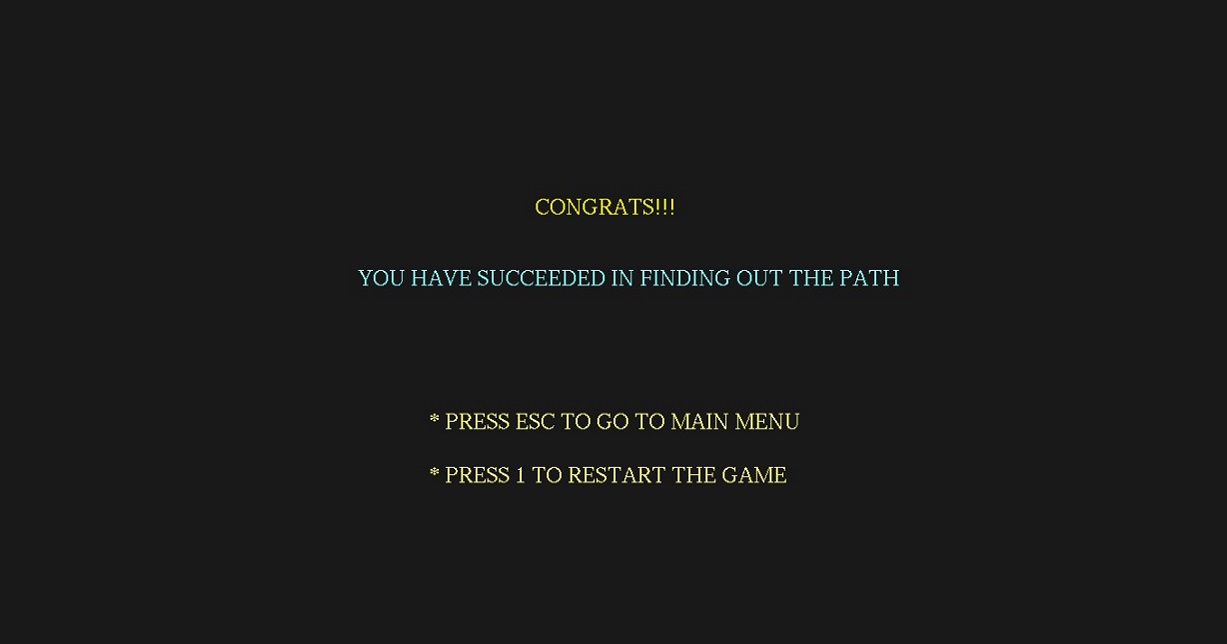 CONGRATS!!!
YOU HAVE SUCCEEDED IN FINDING OUT THE PATH
* PRESS ESC TO GO TO MAIN MENU
* PRESS 1 TO RESTART THE GAME